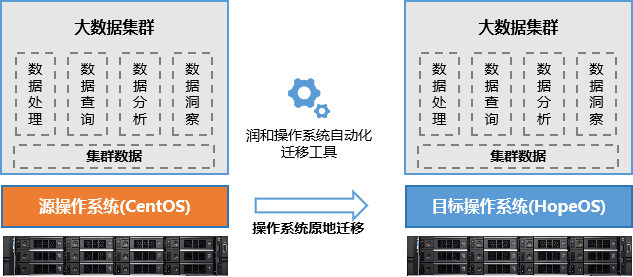 大数据集群
数据处理
数据查询
数据分析
数据洞察
集群数据
源操作系统(CentOS)
润和操作系统自动化
迁移工具
操作系统原地迁移
大数据集群
数据处理
数据查询
数据分析
数据洞察
集群数据
目标操作系统(HopeOS)